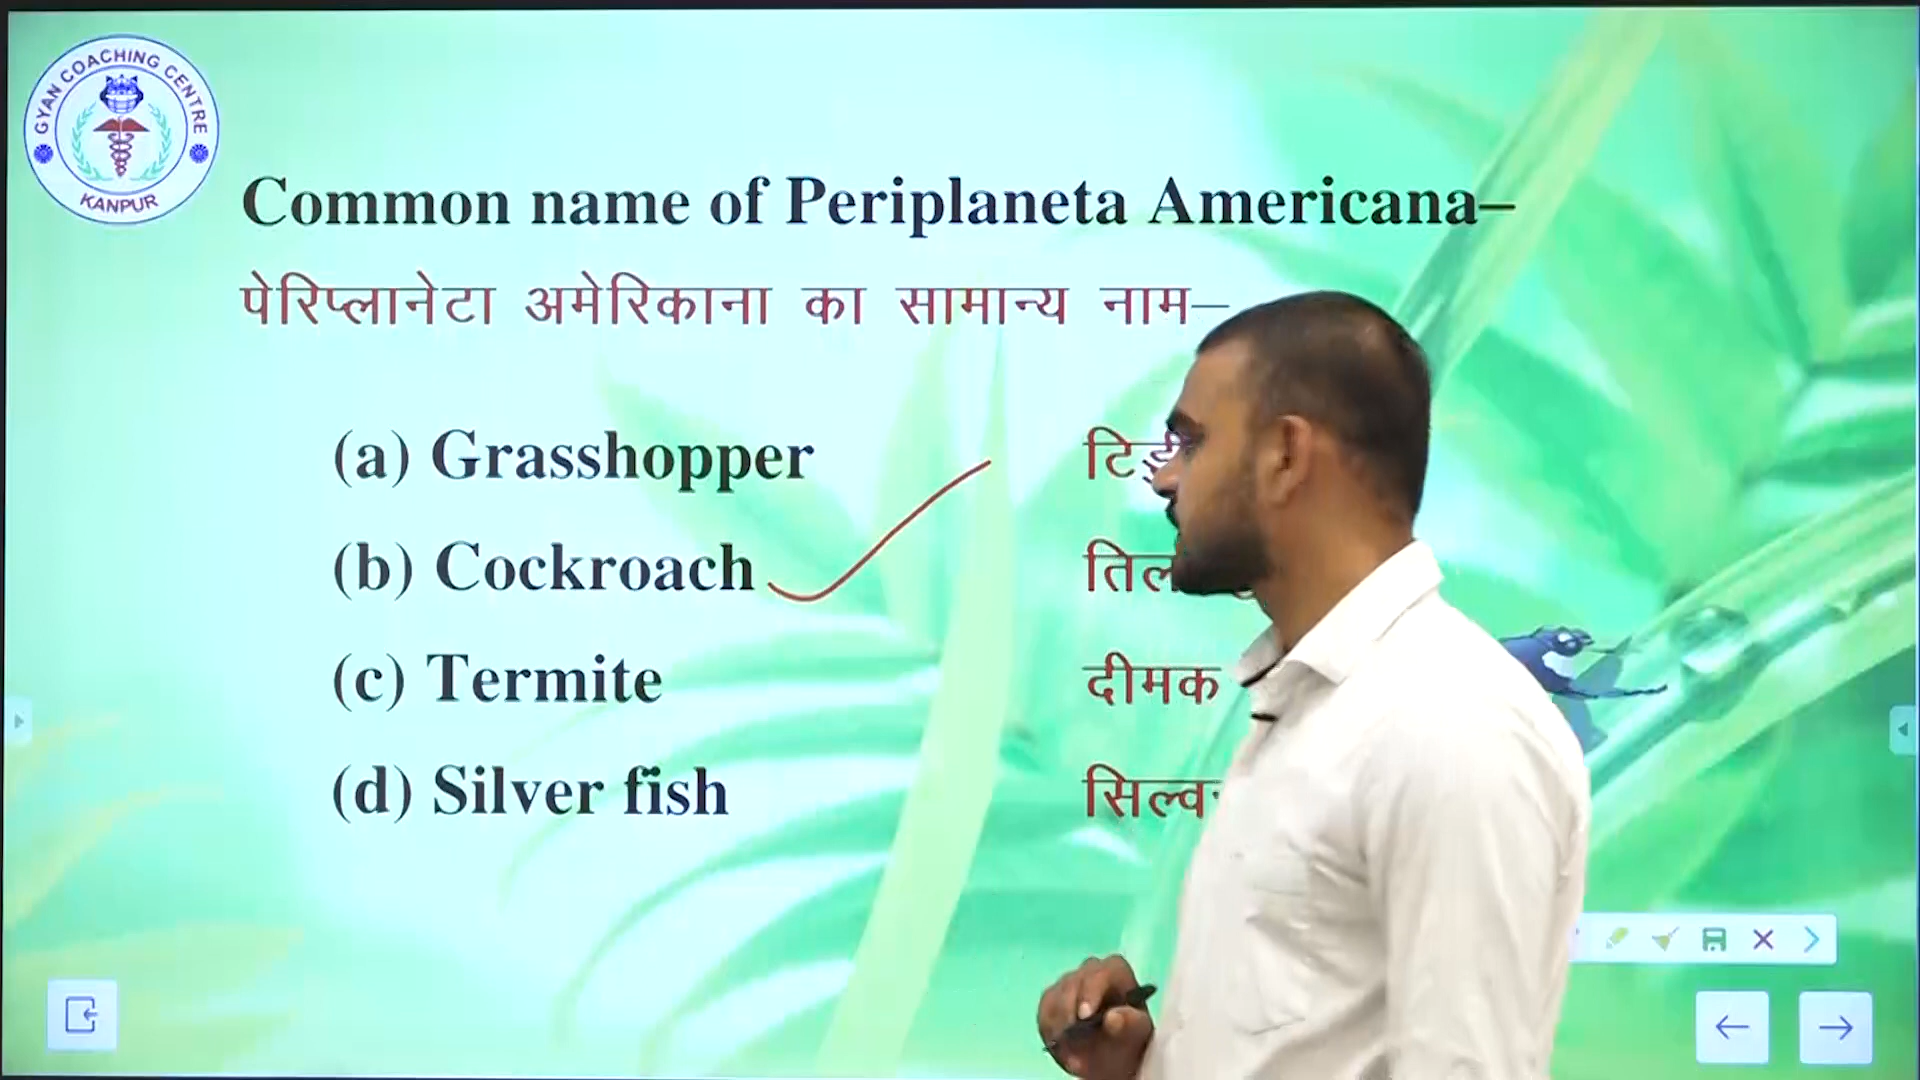 GYAN COACHING CENTRE
KANPUR
Common name of Periplaneta Americana–
पेरिप्लानेटा अमेरिकाना का सामान्य नाम–
(a) Grasshopper
(b) Cockroach
(c) Termite दीमक
(d) Silver fish